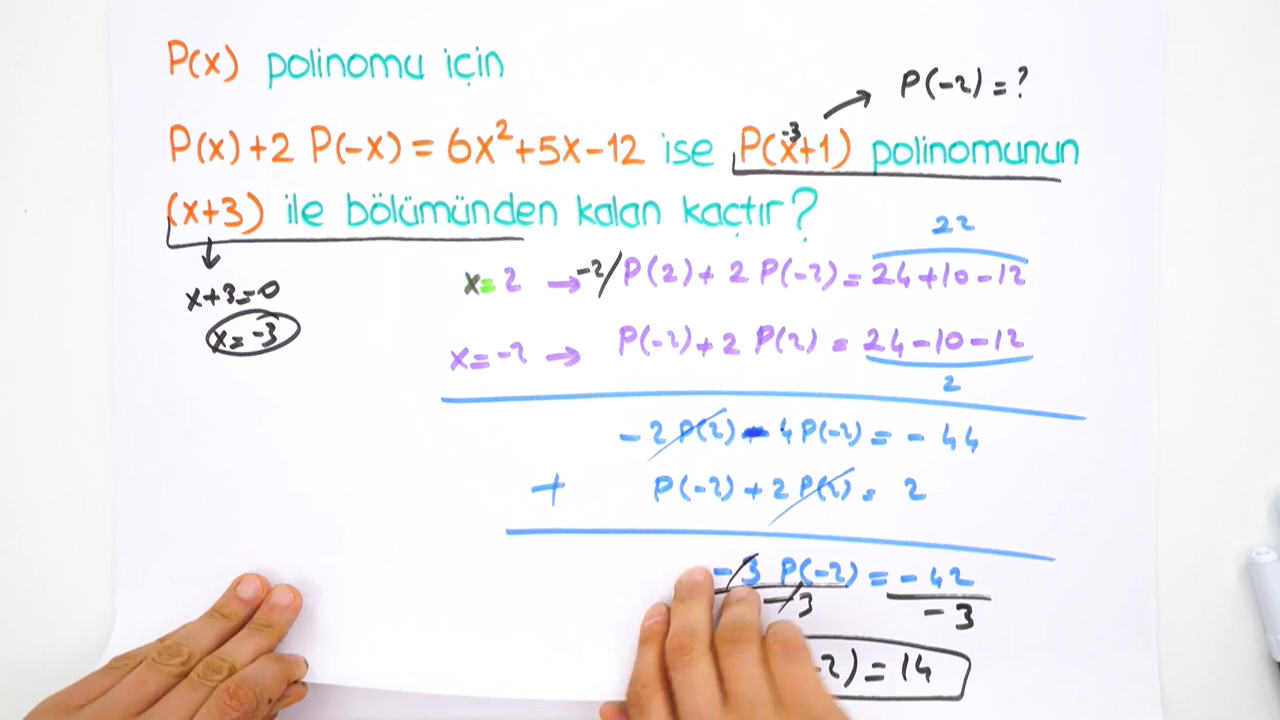 P(x) polinomu için
P(-2) = ?
P(x) + 2 P(-x) = 6x² + 5x - 12 ise P(x+1) polinomunun
-3
(x+3) ile bölümünden kalan kaçtır?
x+3=0
x = -3
22
x = 2 → -2/ P(2) + 2 P(-2) = 24 + 10 - 12
x = -2 → P(-2) + 2 P(2) = 24 - 10 - 12
2
- 2 P(2) - 4 P(-2) = - 44
+ P(-2) + 2 P(2) = 2
-3 P(-2) = -42
-3 -3
2) = 14